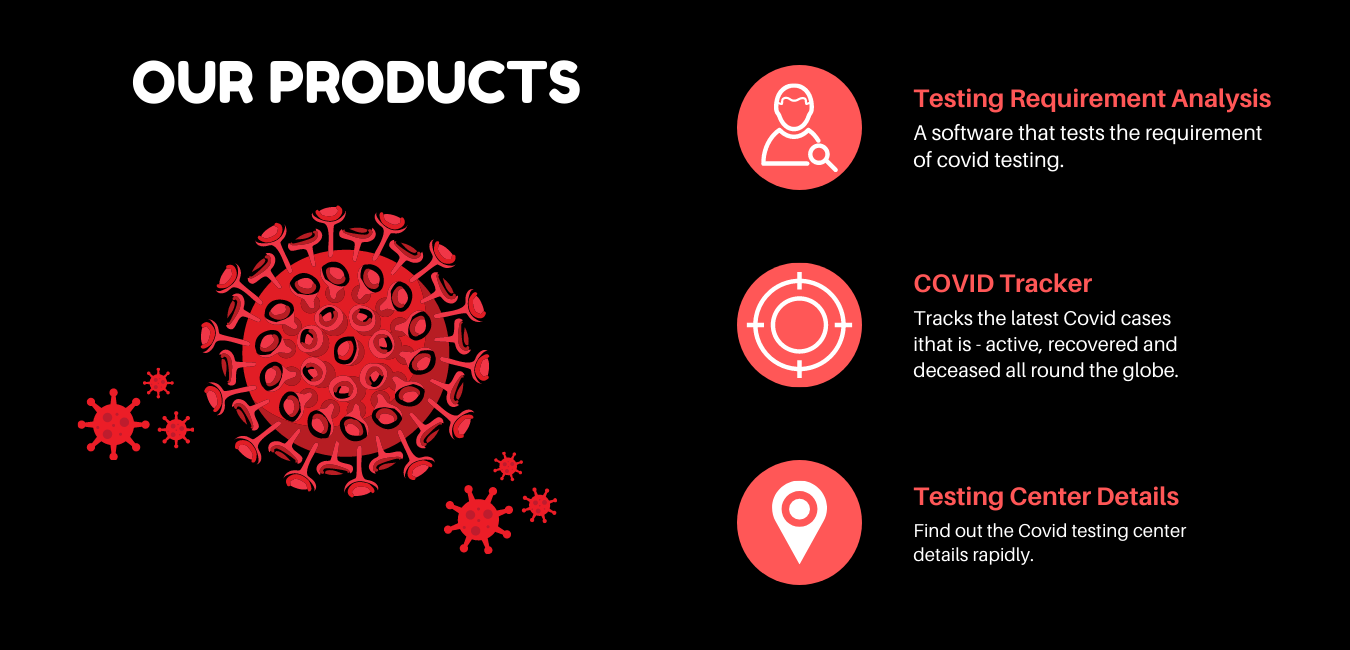 OUR PRODUCTS
Testing Requirement Analysis
A software that tests the requirement
of covid testing.
COVID Tracker
Tracks the latest Covid cases
ithat is - active, recovered and
deceased all round the globe.
Testing Center Details
Find out the Covid testing center
details rapidly.